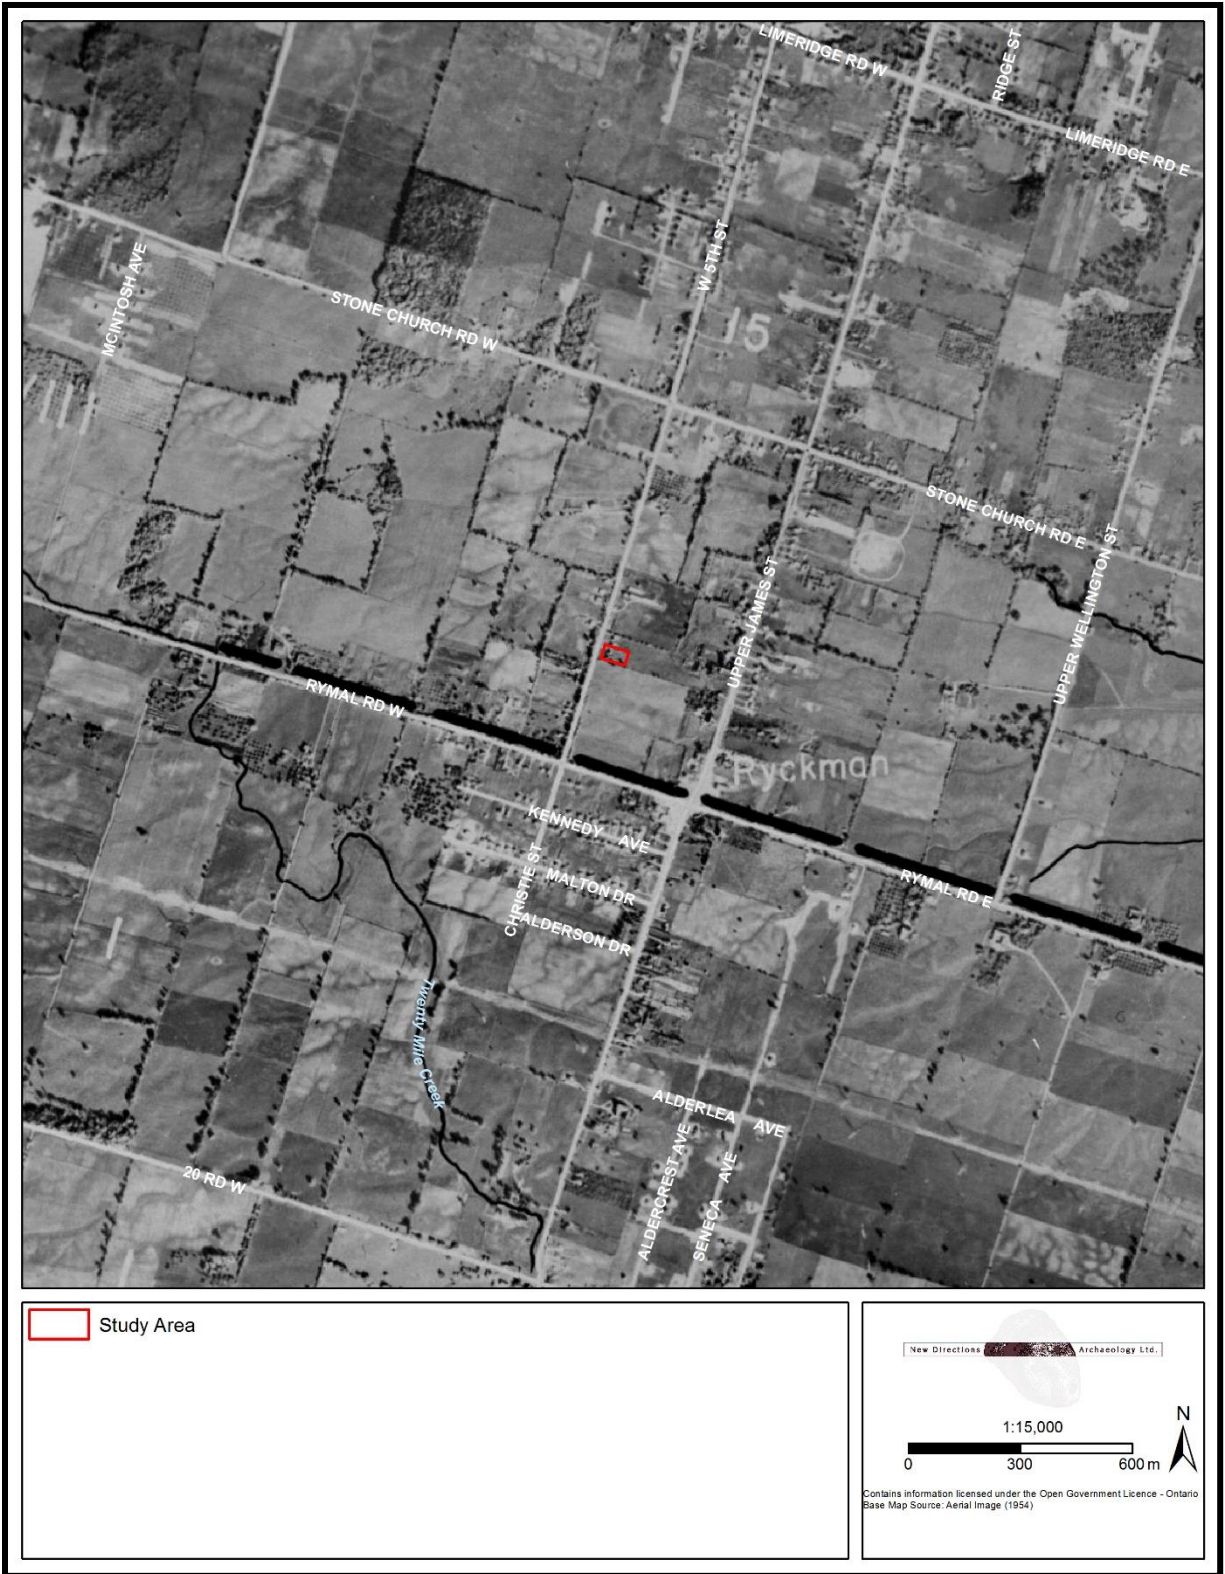 LIMERIDGE RD W
RIDGE ST
LIMERIDGE RD E
MCINTOSH AVE
W 5TH ST
STONE CHURCH RD W
15
STONE CHURCH RD E
UPPER JAMES ST
UPPER WELLINGTON ST
RYMAL RD W
Ryckman
KENNEDY AVE
MALTON DR
CHRISTIE ST
ALDERSON DR
RYMAL RD E
Twenty Mile Creek
ALDERLEA AVE
ALDERCREST AVE
SENECA AVE
20 RD W
Study Area
New Directions Archaeology Ltd.
1:15,000
N
0 300 600 m
Contains information licensed under the Open Government Licence - Ontario
Base Map Source: Aerial Image (1954)